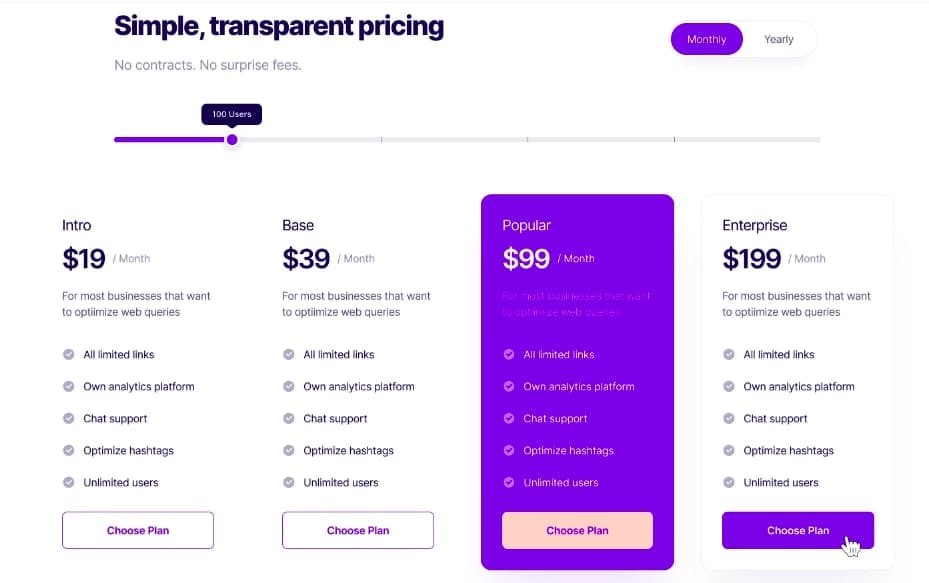 Simple, transparent pricing
No contracts. No surprise fees.
Monthly
Yearly
100 Users
Intro
$19 / Month
For most businesses that want
to optiimize web queries
All limited links
Own analytics platform
Chat support
Optimize hashtags
Unlimited users
Choose Plan
Base
$39 / Month
For most businesses that want
to optiimize web queries
All limited links
Own analytics platform
Chat support
Optimize hashtags
Unlimited users
Choose Plan
Popular
$99 / Month
For most businesses that want
to optiimize web queries
All limited links
Own analytics platform
Chat support
Optimize hashtags
Unlimited users
Choose Plan
Enterprise
$199 / Month
For most businesses that want
to optiimize web queries
All limited links
Own analytics platform
Chat support
Optimize hashtags
Unlimited users
Choose Plan